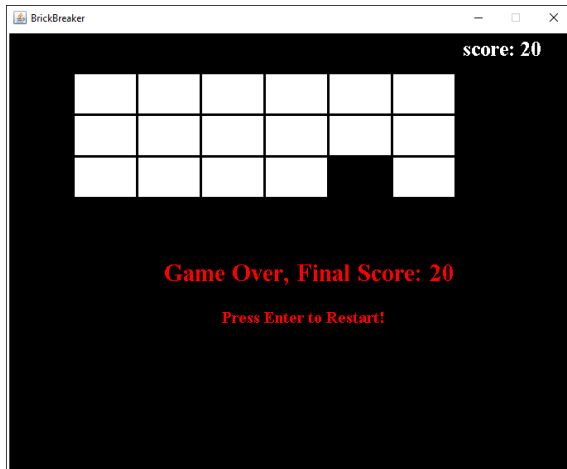 BrickBreaker
score: 20
Game Over, Final Score: 20
Press Enter to Restart!